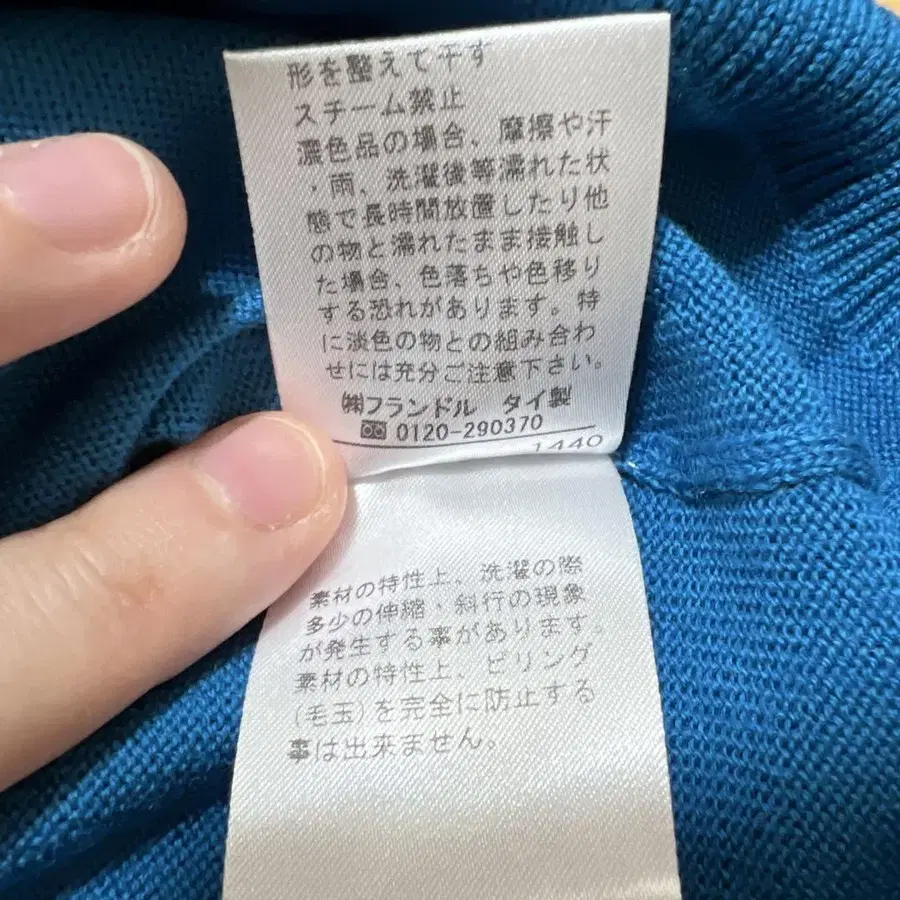 形を整えて干す
スチーム禁止
濃色品の場合、摩擦や汗
・雨、洗濯後等濡れた状
態で長時間放置したり他
の物と濡れたまま接触し
た場合、色落ちや色移り
する恐れがあります。特
に淡色の物との組み合わ
せには充分ご注意下さい。
㈱フランドル タイ製
0120-290370
1440
素材の特性上、洗濯の際
多少の伸縮・斜行の現象
が発生する事があります。
素材の特性上、ピリング
(毛玉)を完全に防止する
事は出来ません。